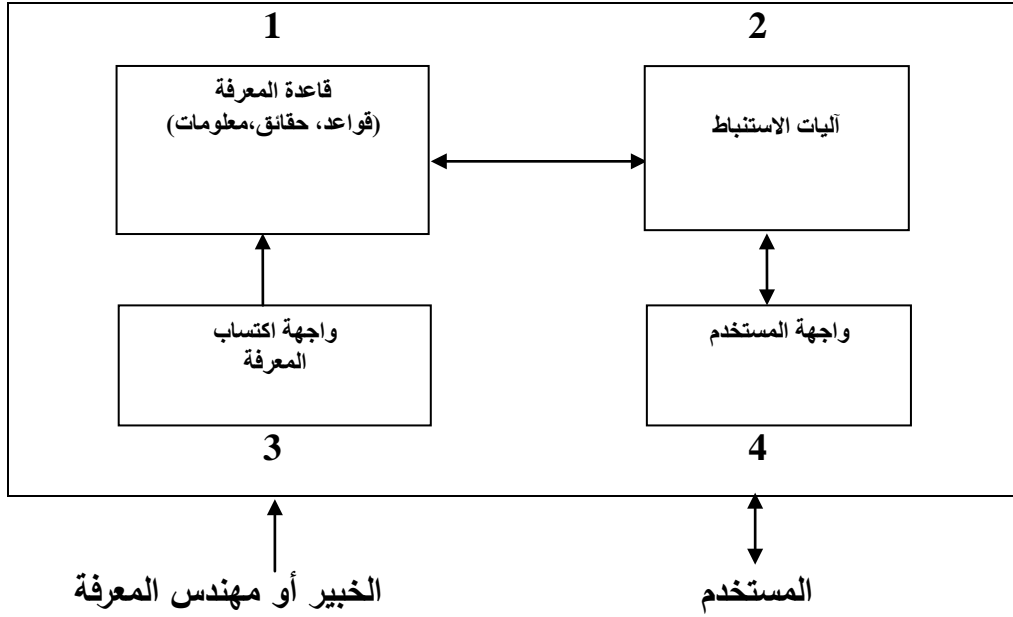 1
2
قاعدة المعرفة
(قواعد، حقائق،معلومات)
آليات الاستنباط
واجهة اكتساب
المعرفة
واجهة المستخدم
3
4
الخبير أو مهندس المعرفة
المستخدم